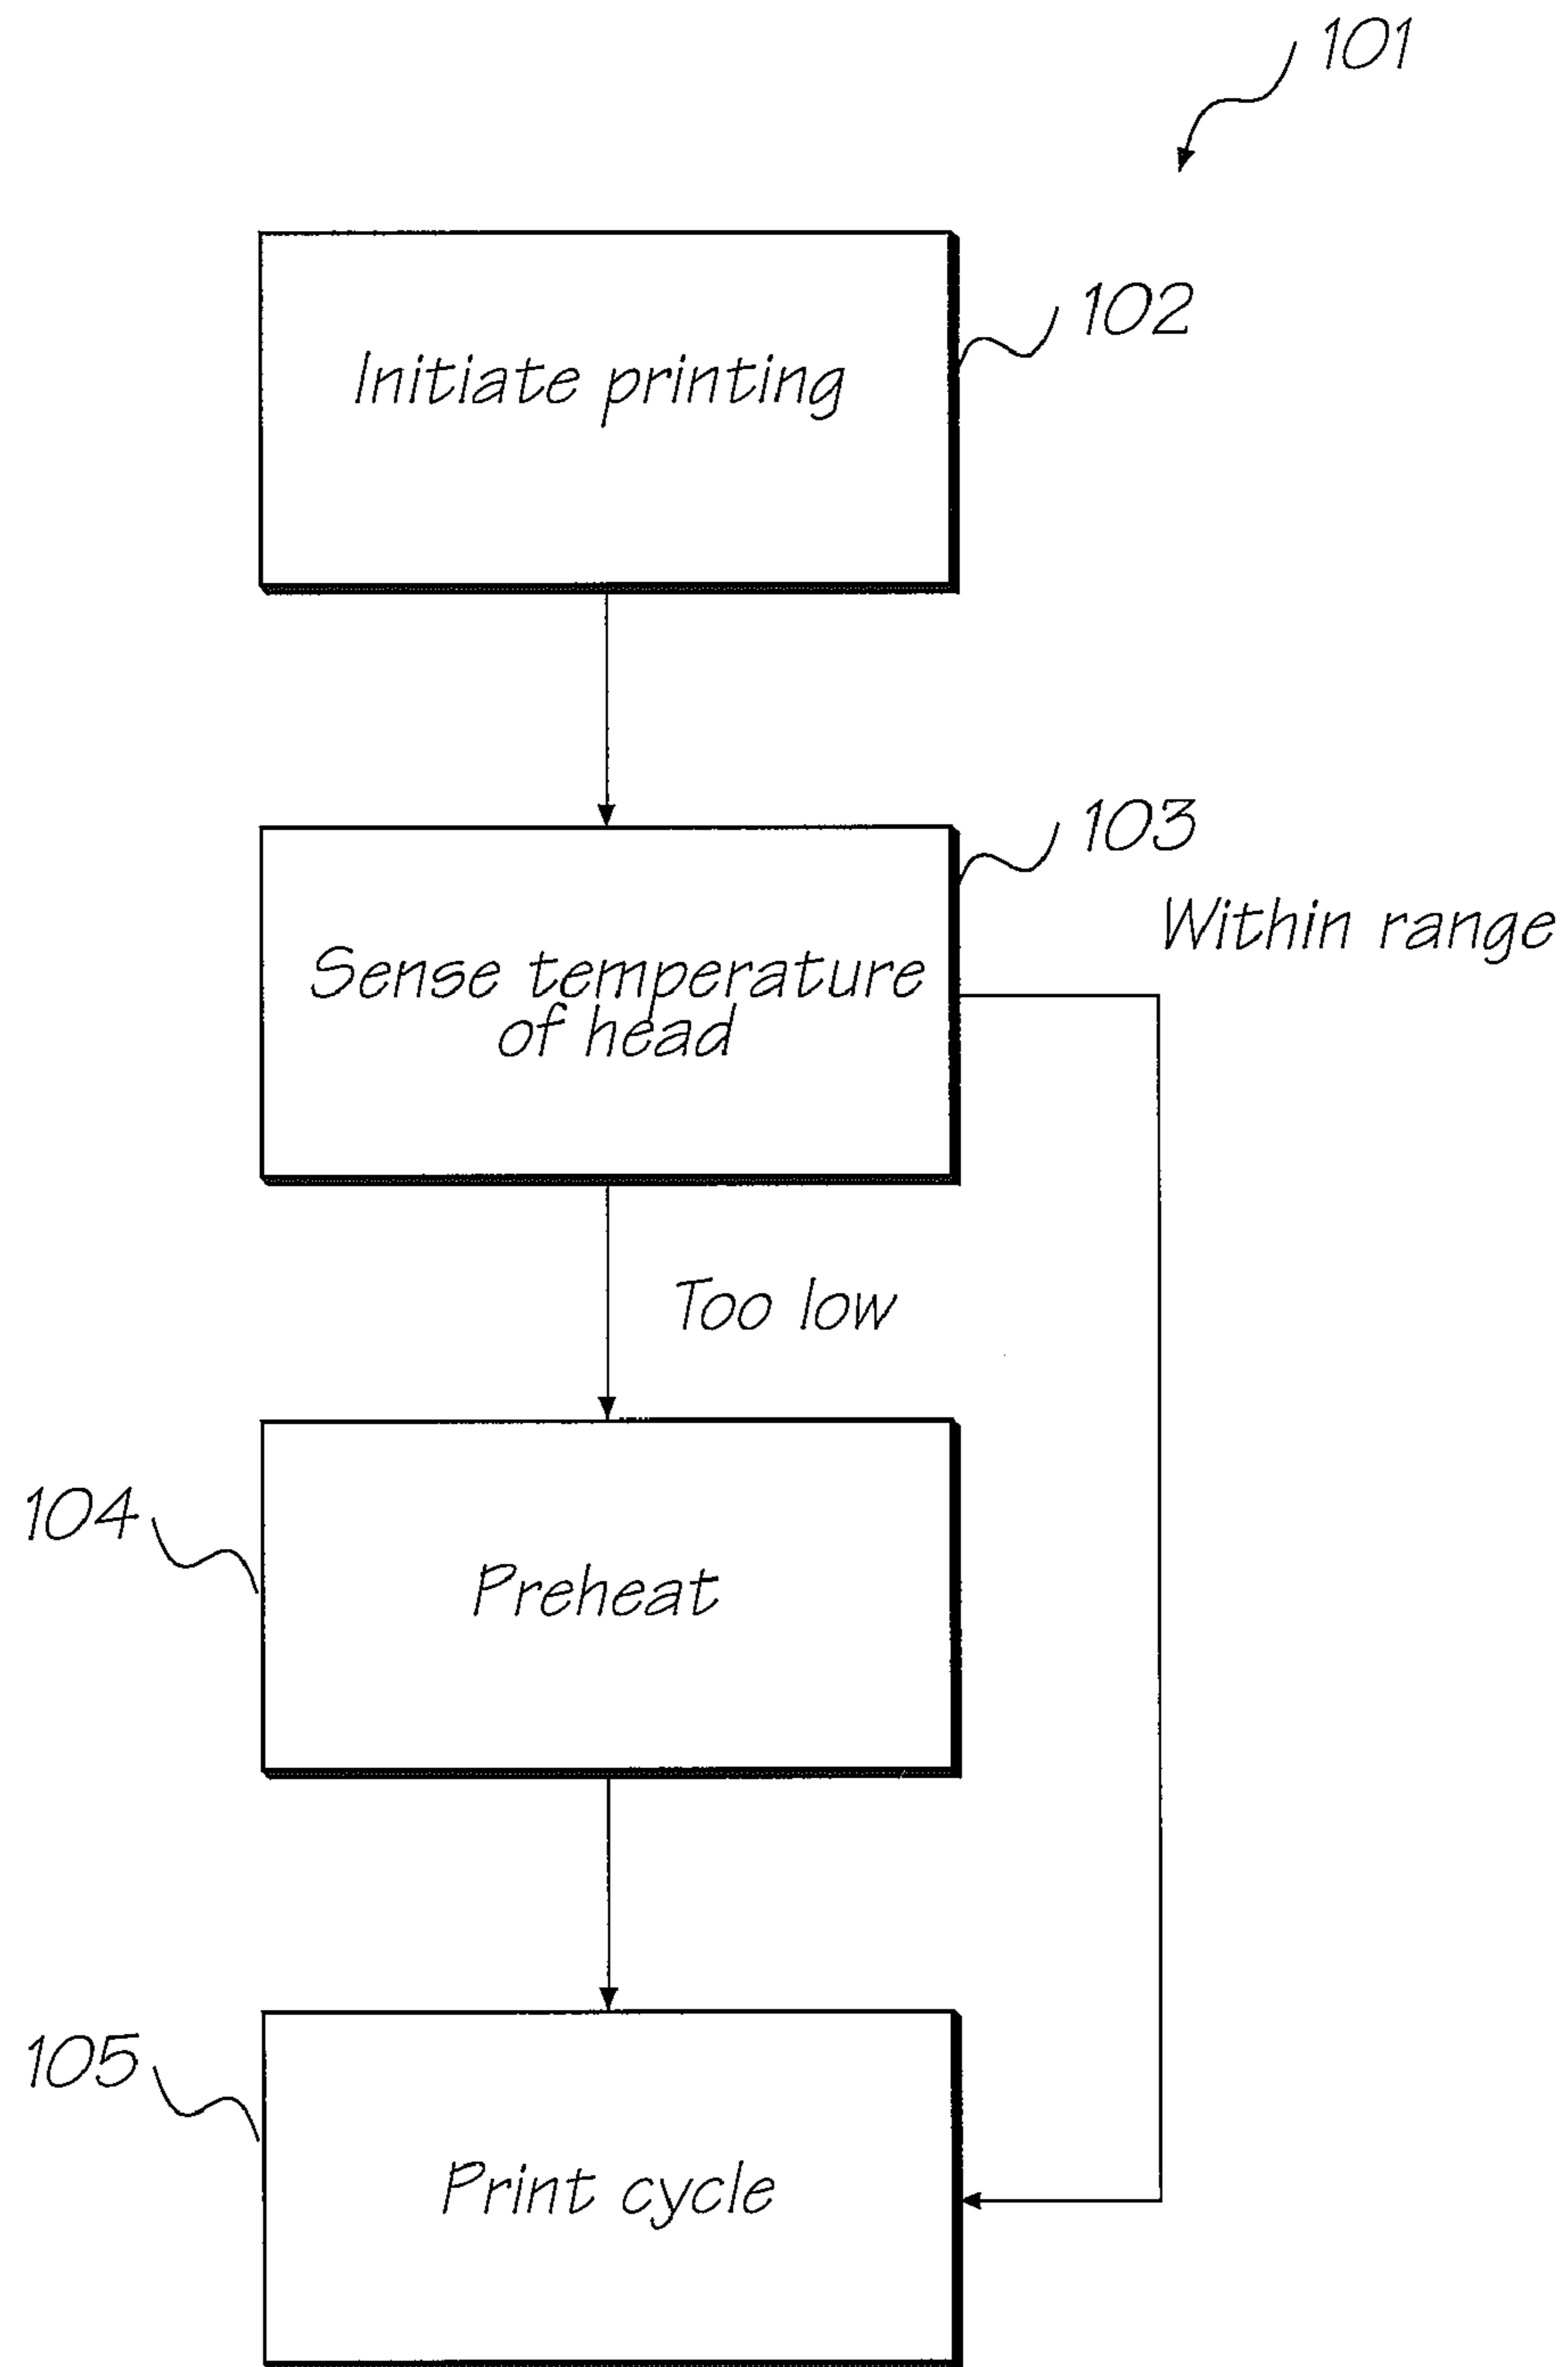 101
102
Initiate printing
103
Within range
Sense temperature
of head
Too low
104
Preheat
105
Print cycle